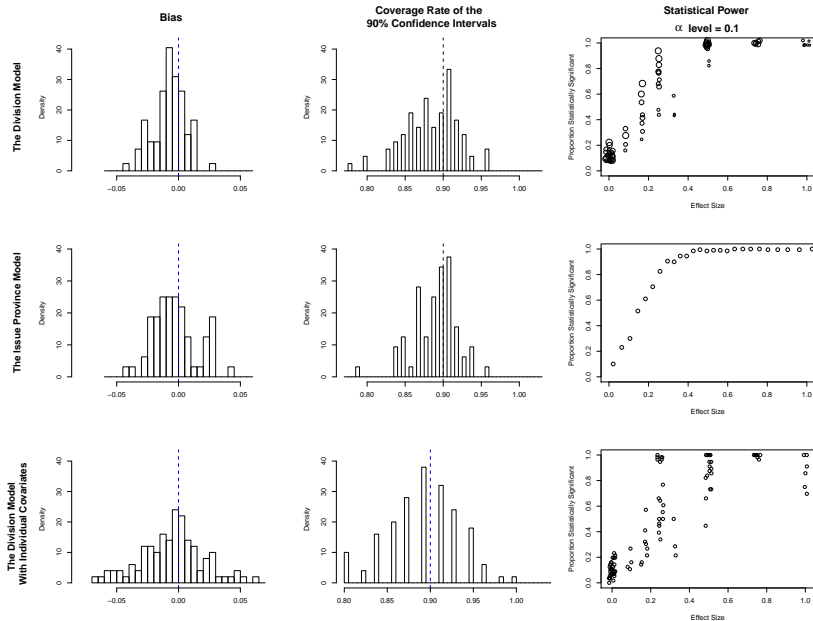 Bias
Coverage Rate of the
90% Confidence Intervals
Statistical Power
α level = 0.1
The Division Model
Density
0 10 20 30 40
−0.05 0.00 0.05
Density
0 10 20 30 40
0.80 0.85 0.90 0.95 1.00
Proportion Statistically Significant
0.0 0.2 0.4 0.6 0.8 1.0
0.0 0.2 0.4 0.6 0.8 1.0
Effect Size
The Issue Province Model
Density
0 10 20 30 40
−0.05 0.00 0.05
Density
0 10 20 30 40
0.80 0.85 0.90 0.95 1.00
Proportion Statistically Significant
0.0 0.2 0.4 0.6 0.8 1.0
0.0 0.2 0.4 0.6 0.8 1.0
Effect Size
The Division Model
With Individual Covariates
Density
0 10 20 30 40
−0.05 0.00 0.05
Density
0 10 20 30 40
0.80 0.85 0.90 0.95 1.00
Proportion Statistically Significant
0.0 0.2 0.4 0.6 0.8 1.0
0.0 0.2 0.4 0.6 0.8 1.0
Effect Size